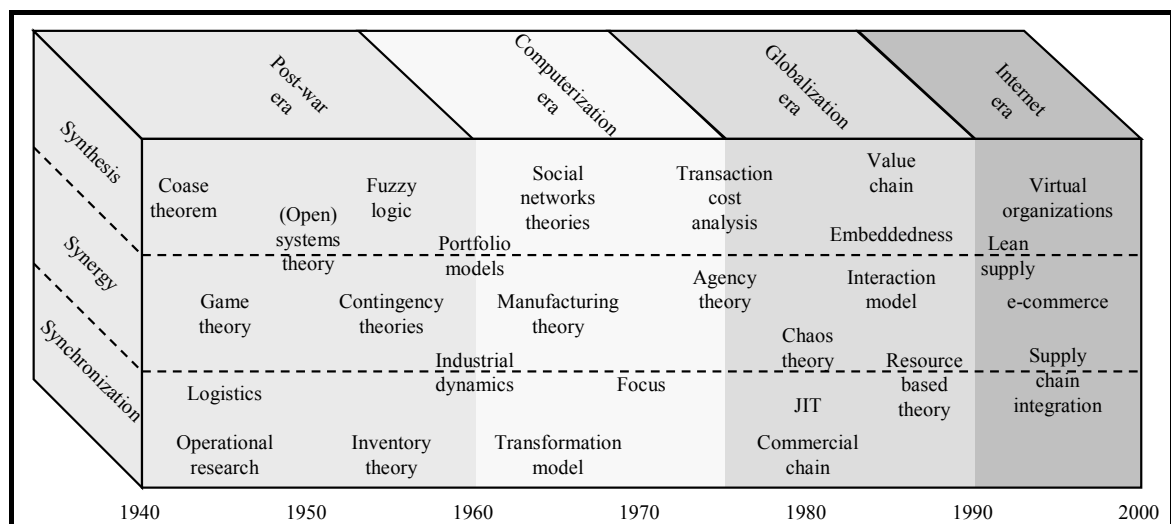 Post-war
era
Computerization
era
Globalization
era
Internet
era
Synthesis
Synergy
Synchronization
Coase
theorem
(Open)
systems
theory
Fuzzy
logic
Portfolio
models
Social
networks
theories
Transaction
cost
analysis
Value
chain
Embeddedness
Virtual
organizations
Lean
supply
Game
theory
Contingency
theories
Manufacturing
theory
Agency
theory
Interaction
model
e-commerce
Industrial
dynamics
Chaos
theory
Resource
based
theory
Supply
chain
integration
Logistics
Focus
JIT
Operational
research
Inventory
theory
Transformation
model
Commercial
chain
1940
1950
1960
1970
1980
1990
2000